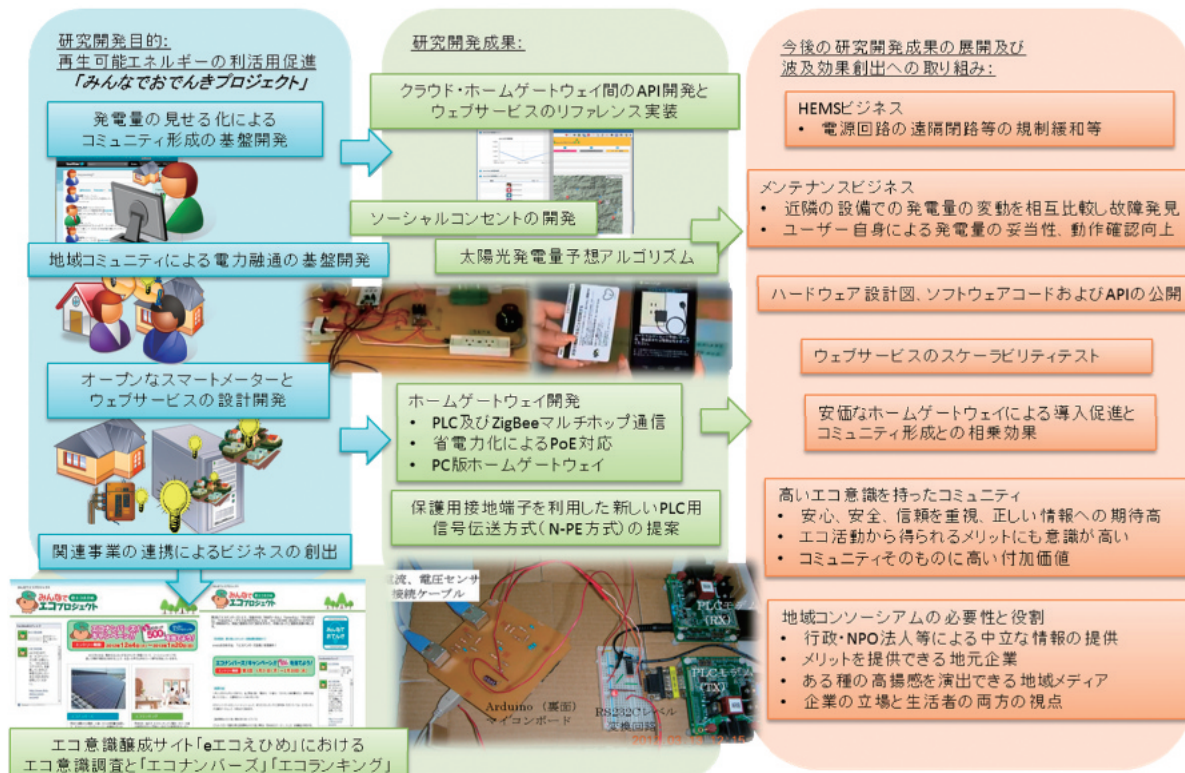 研究開発目的:
再生可能エネルギーの利活用促進
「みんなでおでんきプロジェクト」
発電量の見せる化による
コミュニティ形成の基盤開発
地域コミュニティによる電力融通の基盤開発
オープンなスマートメーターと
ウェブサービスの設計開発
関連事業の連携によるビジネスの創出
みんなで
エコプロジェクト
エコ意識醸成サイト「eエコえひめ」における
エコ意識調査と「エコナンバーズ」「エコランキング」
研究開発成果:
クラウド・ホームゲートウェイ間のAPI開発と
ウェブサービスのリファレンス実装
ソーシャルコンセントの開発
太陽光発電量予想アルゴリズム
ホームゲートウェイ開発
• PLC及びZigBeeマルチホップ通信
• 省電力化によるPoE対応
• PC版ホームゲートウェイ
保護用接地端子を利用した新しいPLC用
信号伝送方式(N-PE方式)の提案
流、電圧センサ
接続ケーブル
PLCモデム
(RX)
PLCモデム
(TX)
Arduino（裏面）
マイコンボード
RS232Cレベル
変換回路
今後の研究開発成果の展開及び
波及効果創出への取り組み:
HEMSビジネス
• 電源回路の遠隔閉路等の規制緩和等
メンテナンスビジネス
• 近隣の設備での発電量の変動を相互比較し故障発見
• ユーザー自身による発電量の妥当性、動作確認向上
ハードウェア設計図、ソフトウェアコードおよびAPIの公開
ウェブサービスのスケーラビリティテスト
安価なホームゲートウェイによる導入促進と
コミュニティ形成との相乗効果
高いエコ意識を持ったコミュニティ
• 安心、安全、信頼を重視、正しい情報への期待高
• エコ活動から得られるメリットにも意識が高い
• コミュニティそのものに高い付加価値
地域コンソーシアムの重要性と役割
• 行政、NPO法人等による中立な情報の提供
• メリットを提供できる地元企業
• ある種の高揚感を演出できる地域メディア
• 企業の立場と生活者の両方の視点